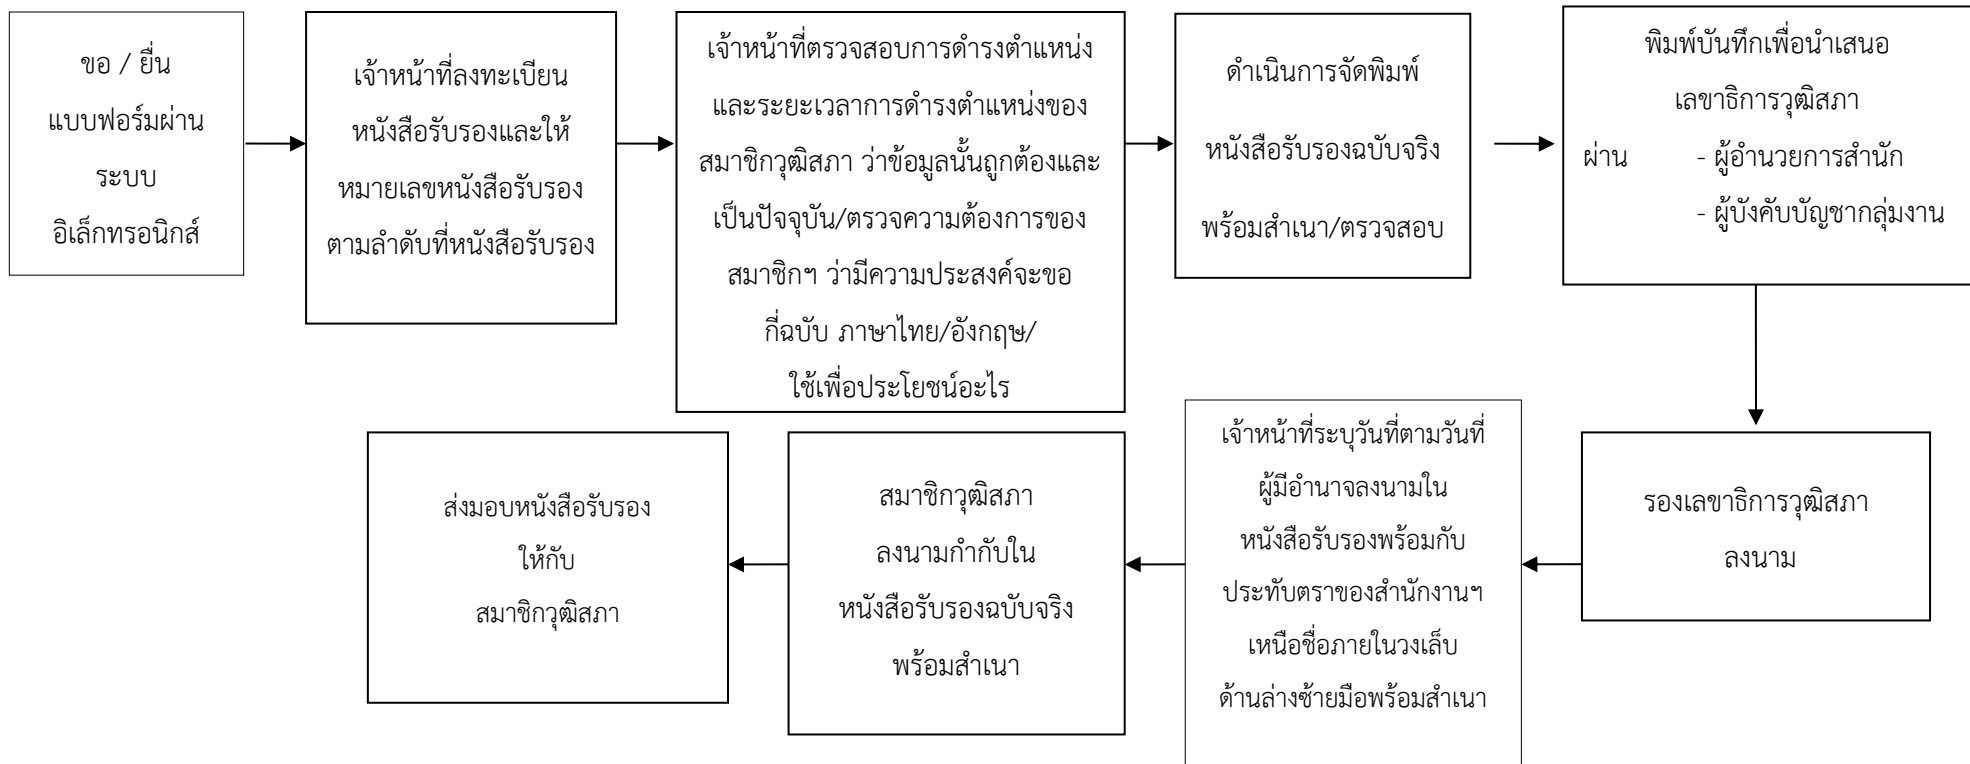 ขอ / ยื่น
แบบฟอร์มผ่าน
ระบบ
อิเล็กทรอนิกส์
เจ้าหน้าที่ลงทะเบียน
หนังสือรับรองและให้
หมายเลขหนังสือรับรอง
ตามลำดับที่หนังสือรับรอง
เจ้าหน้าที่ตรวจสอบการดำรงตำแหน่ง
และระยะเวลาการดำรงตำแหน่งของ
สมาชิกวุฒิสภา ว่าข้อมูลนั้นถูกต้องและ
เป็นปัจจุบัน/ตรวจความต้องการของ
สมาชิกฯ ว่ามีความประสงค์จะขอ
กี่ฉบับ ภาษาไทย/อังกฤษ/
ใช้เพื่อประโยชน์อะไร
ดำเนินการจัดพิมพ์
หนังสือรับรองฉบับจริง
พร้อมสำเนา/ตรวจสอบ
พิมพ์บันทึกเพื่อนำเสนอ
เลขาธิการวุฒิสภา
ผ่าน - ผู้อำนวยการสำนัก
- ผู้บังคับบัญชากลุ่มงาน
รองเลขาธิการวุฒิสภา
ลงนาม
เจ้าหน้าที่ระบุวันที่ตามวันที่
ผู้มีอำนาจลงนามใน
หนังสือรับรองพร้อมกับ
ประทับตราของสำนักงานฯ
เหนือชื่อภายในวงเล็บ
ด้านล่างซ้ายมือพร้อมสำเนา
สมาชิกวุฒิสภา
ลงนามกำกับใน
หนังสือรับรองฉบับจริง
พร้อมสำเนา
ส่งมอบหนังสือรับรอง
ให้กับ
สมาชิกวุฒิสภา